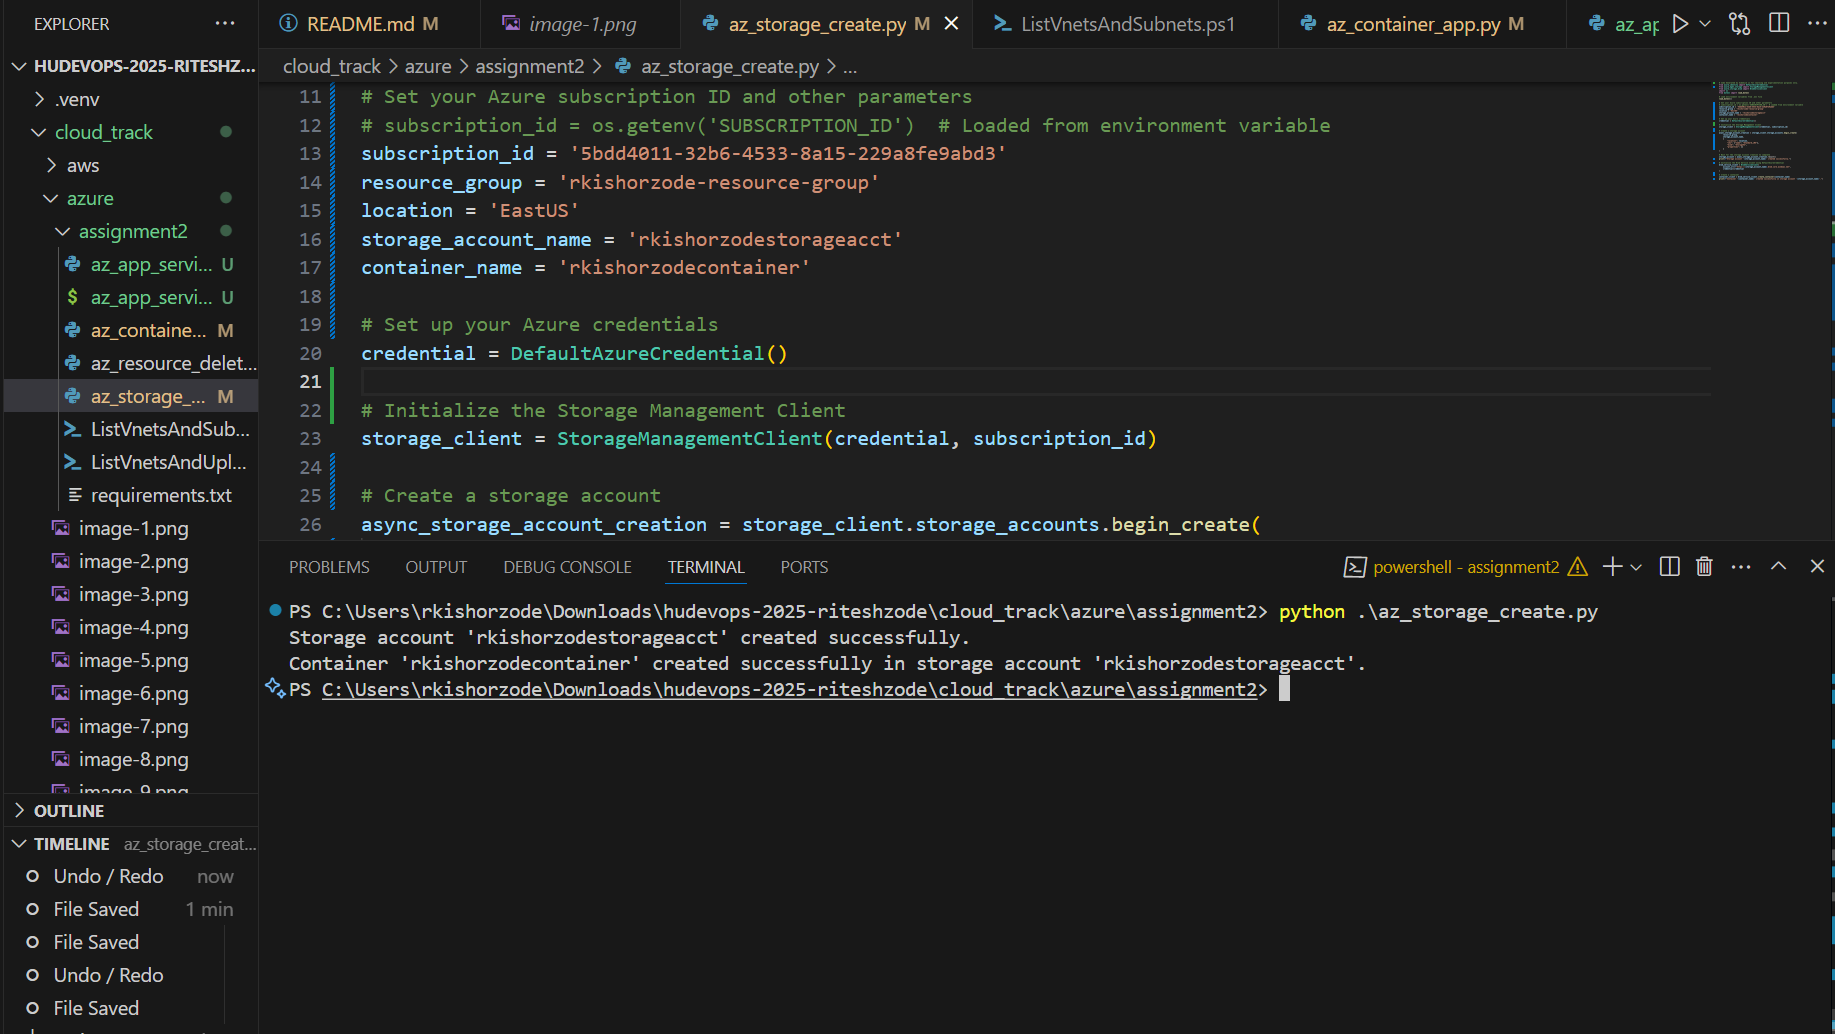 EXPLORER
HUDEVOPS-2025-RITESHZ...
.venv
cloud_track
aws
azure
assignment2
az_app_servi... U
az_app_servi... U
az_containe... M
az_resource_delet...
az_storage_... M
ListVnetsAndSub...
ListVnetsAndUpl...
requirements.txt
image-1.png
image-2.png
image-3.png
image-4.png
image-5.png
image-6.png
image-7.png
image-8.png
image-9.png
OUTLINE
TIMELINE az_storage_creat...
Undo / Redo now
File Saved 1 min
File Saved
Undo / Redo
File Saved
README.md M
image-1.png
az_storage_create.py M
ListVnetsAndSubnets.ps1
az_container_app.py M
az_ap
cloud_track > azure > assignment2 > az_storage_create.py > ...
11 # Set your Azure subscription ID and other parameters
12 # subscription_id = os.getenv('SUBSCRIPTION_ID')  # Loaded from environment variable
13 subscription_id = '5bdd4011-32b6-4533-8a15-229a8fe9abd3'
14 resource_group = 'rkishorzode-resource-group'
15 location = 'EastUS'
16 storage_account_name = 'rkishorzodestorageacct'
17 container_name = 'rkishorzodecontainer'
18
19 # Set up your Azure credentials
20 credential = DefaultAzureCredential()
21
22 # Initialize the Storage Management Client
23 storage_client = StorageManagementClient(credential, subscription_id)
24
25 # Create a storage account
26 async_storage_account_creation = storage_client.storage_accounts.begin_create(
PROBLEMS OUTPUT DEBUG CONSOLE TERMINAL PORTS
powershell - assignment2
PS C:\Users\rkishorzode\Downloads\hudevops-2025-riteshzode\cloud_track\azure\assignment2> python .\az_storage_create.py
Storage account 'rkishorzodestorageacct' created successfully.
Container 'rkishorzodecontainer' created successfully in storage account 'rkishorzodestorageacct'.
PS C:\Users\rkishorzode\Downloads\hudevops-2025-riteshzode\cloud_track\azure\assignment2>